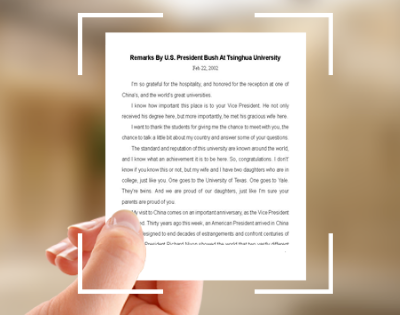 Remarks By U.S. President Bush At Tsinghua University
Feb 22, 2002
I'm so grateful for the hospitality, and honored for the reception at one of
China's, and the world's great universities.
I know how important this place is to your Vice President. He not only
received his degree here, but more importantly, he met his gracious wife here.
I want to thank the students for giving me the chance to meet with you, the
chance to talk a little bit about my country and answer some of your questions.
The standard and reputation of this university are known around the world,
and I know what an achievement it is to be here. So, congratulations. I don't
know if you know this or not, but my wife and I have two daughters who are in
college, just like you. One goes to the University of Texas. One goes to Yale.
They're twins. And we are proud of our daughters, just like I'm sure your
parents are proud of you.
My visit to China comes on an important anniversary, as the Vice President
Thirty years ago this week, an American President arrived in China
designed to end decades of estrangements and confront centuries of
President Richard Nixon showed the world that two vastly different